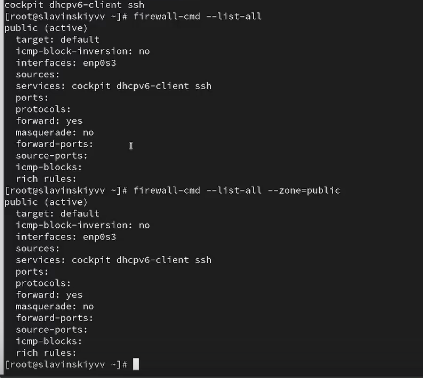 cockpit dhcpv6-client ssh
[root@slavinskiyvv ~]# firewall-cmd --list-all
public (active)
  target: default
  icmp-block-inversion: no
  interfaces: enp0s3
  sources:
  services: cockpit dhcpv6-client ssh
  ports:
  protocols:
  forward: yes
  masquerade: no
  forward-ports:
  source-ports:
  icmp-blocks:
  rich rules:
[root@slavinskiyvv ~]# firewall-cmd --list-all --zone=public
public (active)
  target: default
  icmp-block-inversion: no
  interfaces: enp0s3
  sources:
  services: cockpit dhcpv6-client ssh
  ports:
  protocols:
  forward: yes
  masquerade: no
  forward-ports:
  source-ports:
  icmp-blocks:
  rich rules:
[root@slavinskiyvv ~]#